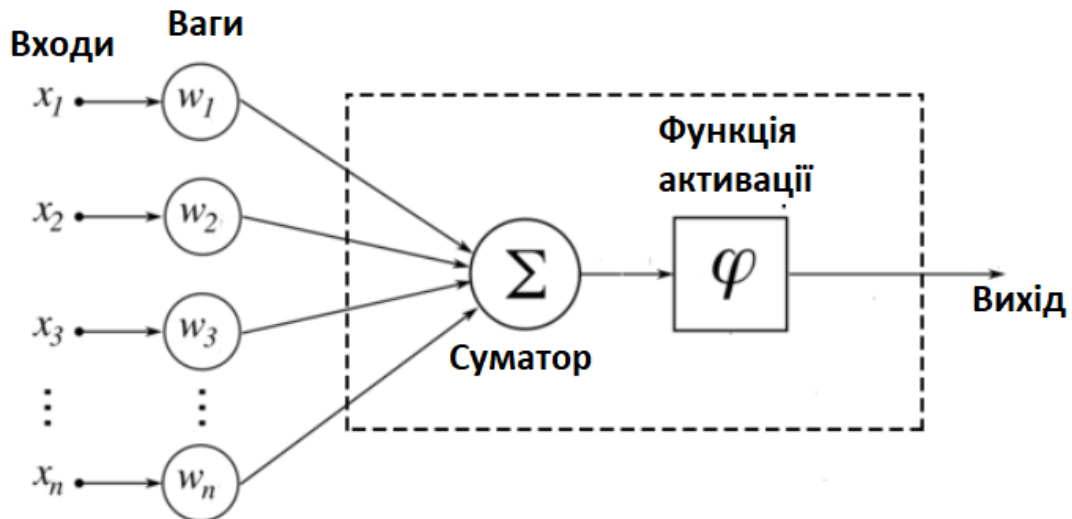 Входи
Ваги
x1
w1
x2
w2
x3
w3
xn
wn
Σ
Суматор
Функція
активації
φ
Вихід